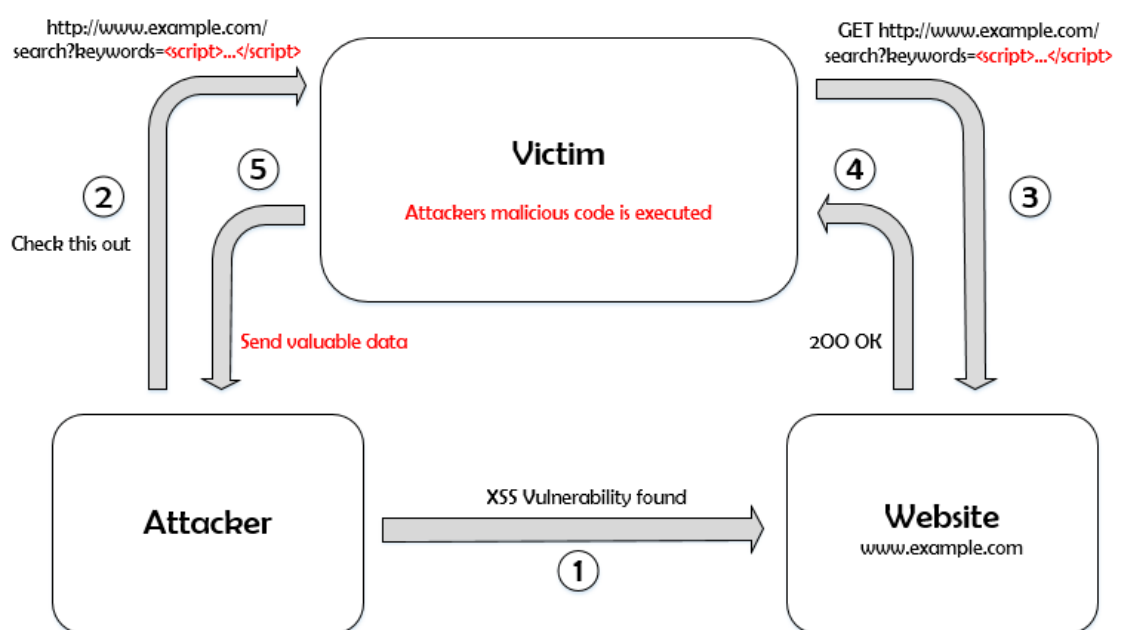 http://www.example.com/
search?keywords=<script>...</script>
GET http://www.example.com/
search?keywords=<script>...</script>
Victim
Attackers malicious code is executed
5
4
2
3
Check this out
Send valuable data
200 OK
XSS Vulnerability found
Attacker
Website
www.example.com
1